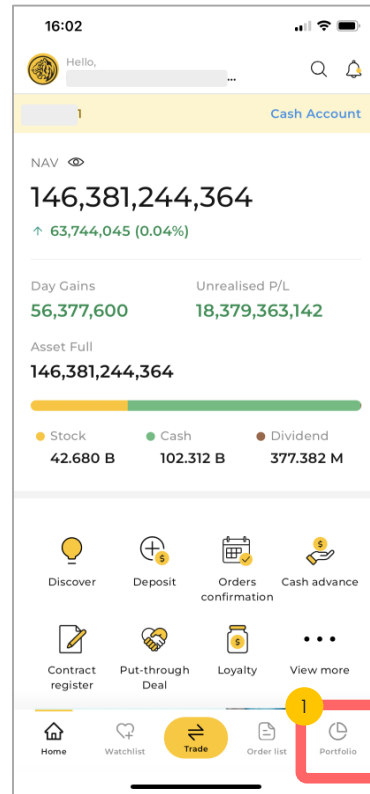 16:02
Hello,
...
1 Cash Account
NAV
146,381,244,364
↑ 63,744,045 (0.04%)
Day Gains Unrealised P/L
56,377,600 18,379,363,142
Asset Full
146,381,244,364
Stock Cash Dividend
42.680 B 102.312 B 377.382 M
Discover Deposit Orders confirmation Cash advance
Contract register Put-through Deal Loyalty View more
1
Home Watchlist Trade Order list Portfolio